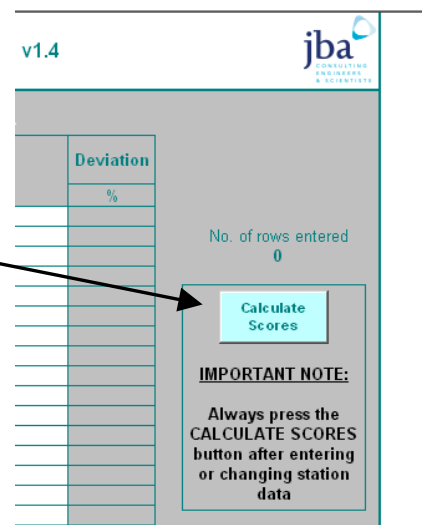 v1.4
jba
CONSULTING
ENGINEERS
& SCIENTISTS
Deviation
%
No. of rows entered
0
Calculate
Scores
IMPORTANT NOTE:
Always press the
CALCULATE SCORES
button after entering
or changing station
data